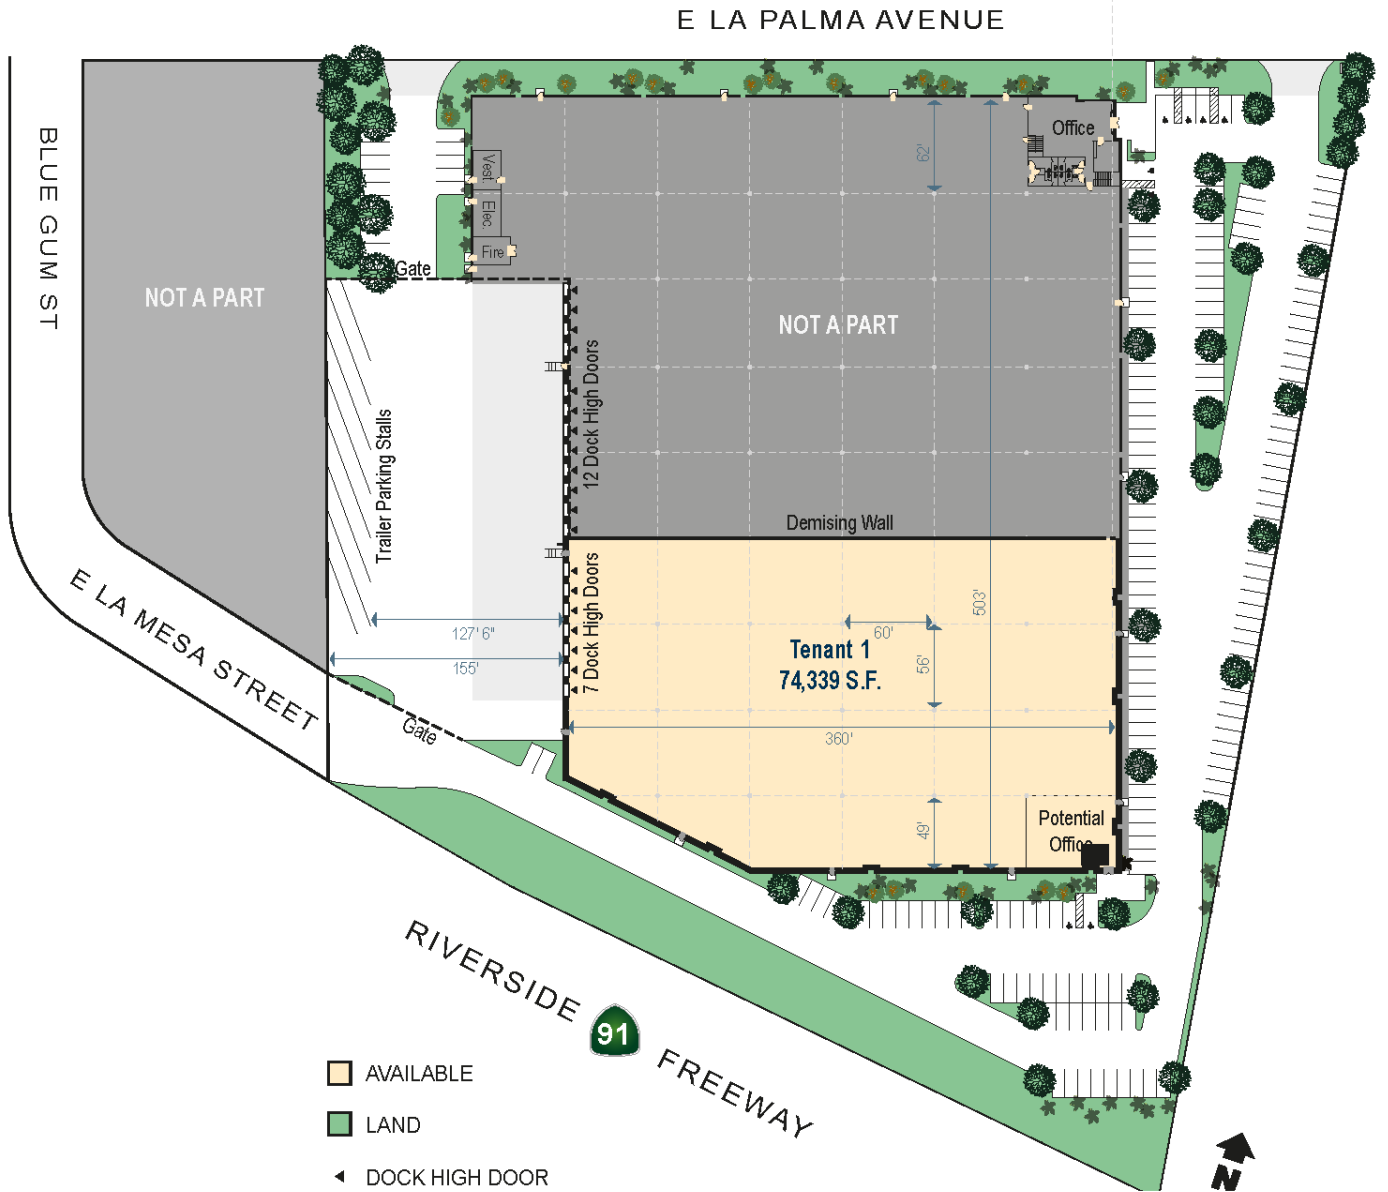 E LA PALMA AVENUE
BLUE GUM ST
Office
62'
Vest
Elec.
Fire
Gate
NOT A PART
NOT A PART
12 Dock High Doors
Trailer Parking Stalls
Demising Wall
7 Dock High Doors
503'
E LA MESA STREET
127' 6"
60'
155'
Tenant 1
56'
74,339 S.F.
Gate
360'
49'
Potential
Office
RIVERSIDE
91
FREEWAY
AVAILABLE
LAND
DOCK HIGH DOOR
N